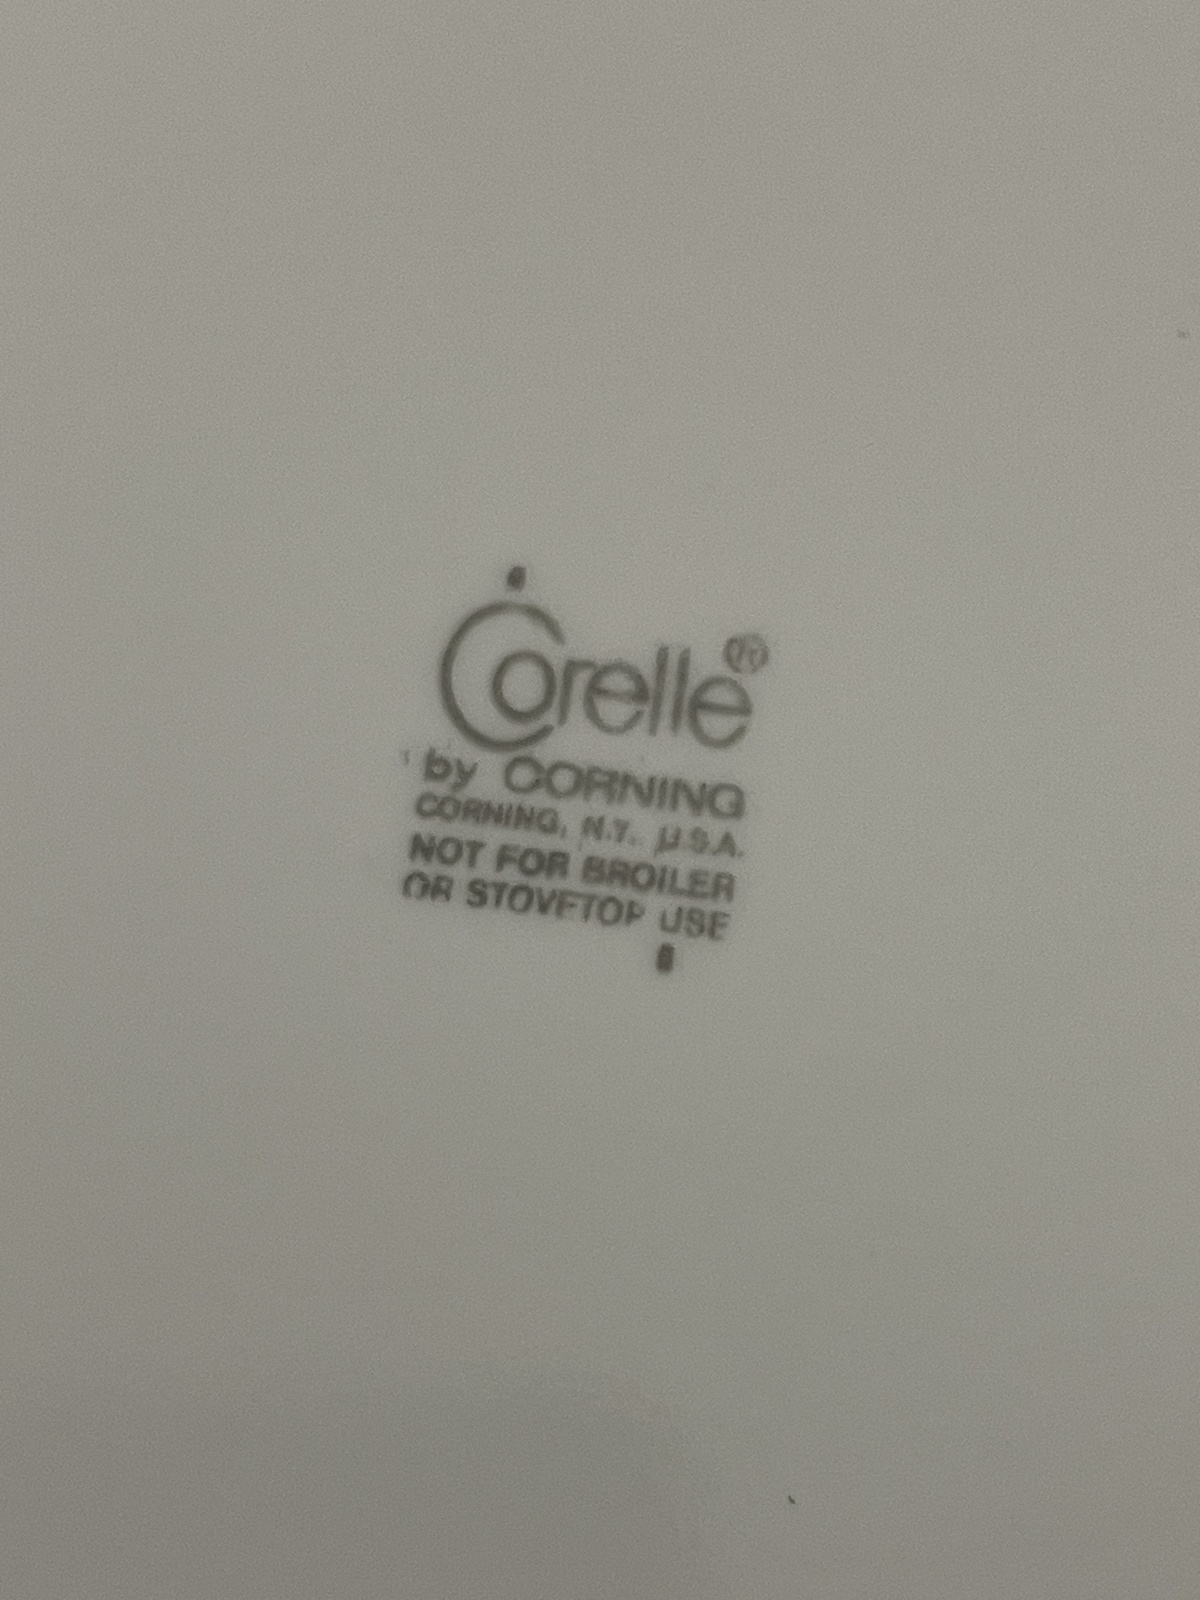 Corelle®
by CORNING
CORNING, N.Y. U.S.A.
NOT FOR BROILER
OR STOVETOP USE